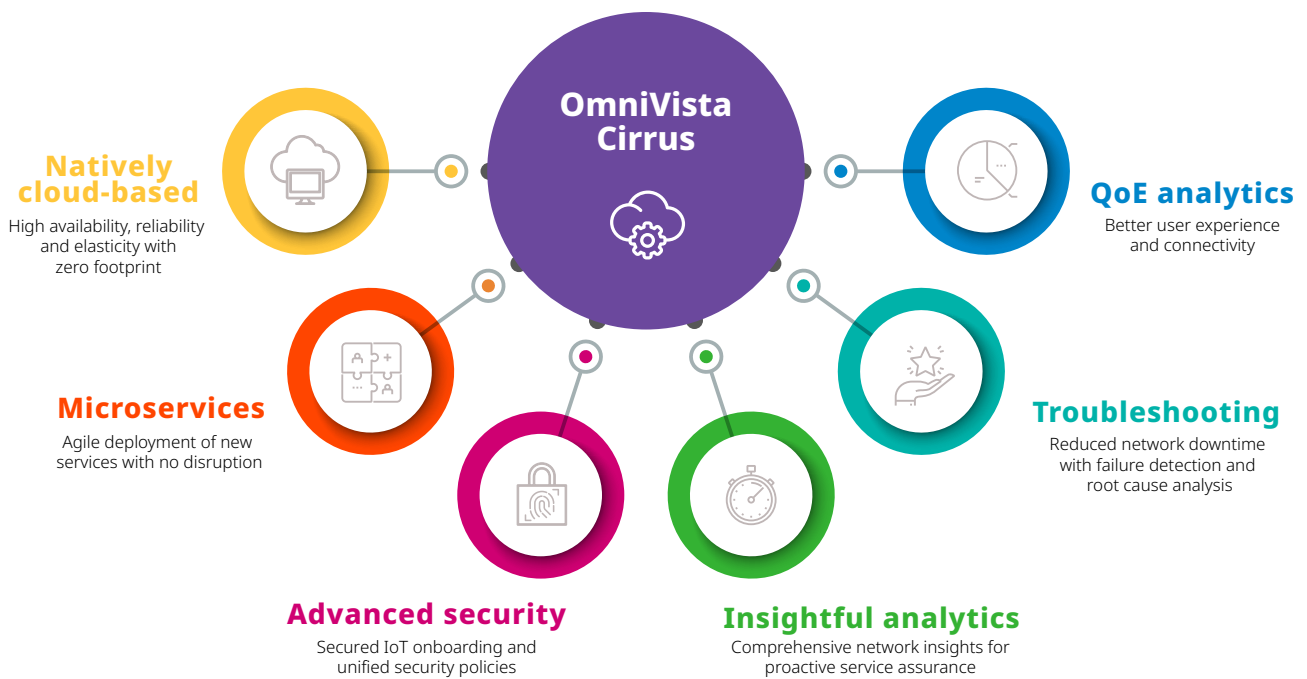 OmniVista
Cirrus
Natively
cloud-based
High availability, reliability
and elasticity with
zero footprint
Microservices
Agile deployment of new
services with no disruption
Advanced security
Secured IoT onboarding and
unified security policies
Insightful analytics
Comprehensive network insights for
proactive service assurance
Troubleshooting
Reduced network downtime
with failure detection and
root cause analysis
QoE analytics
Better user experience
and connectivity